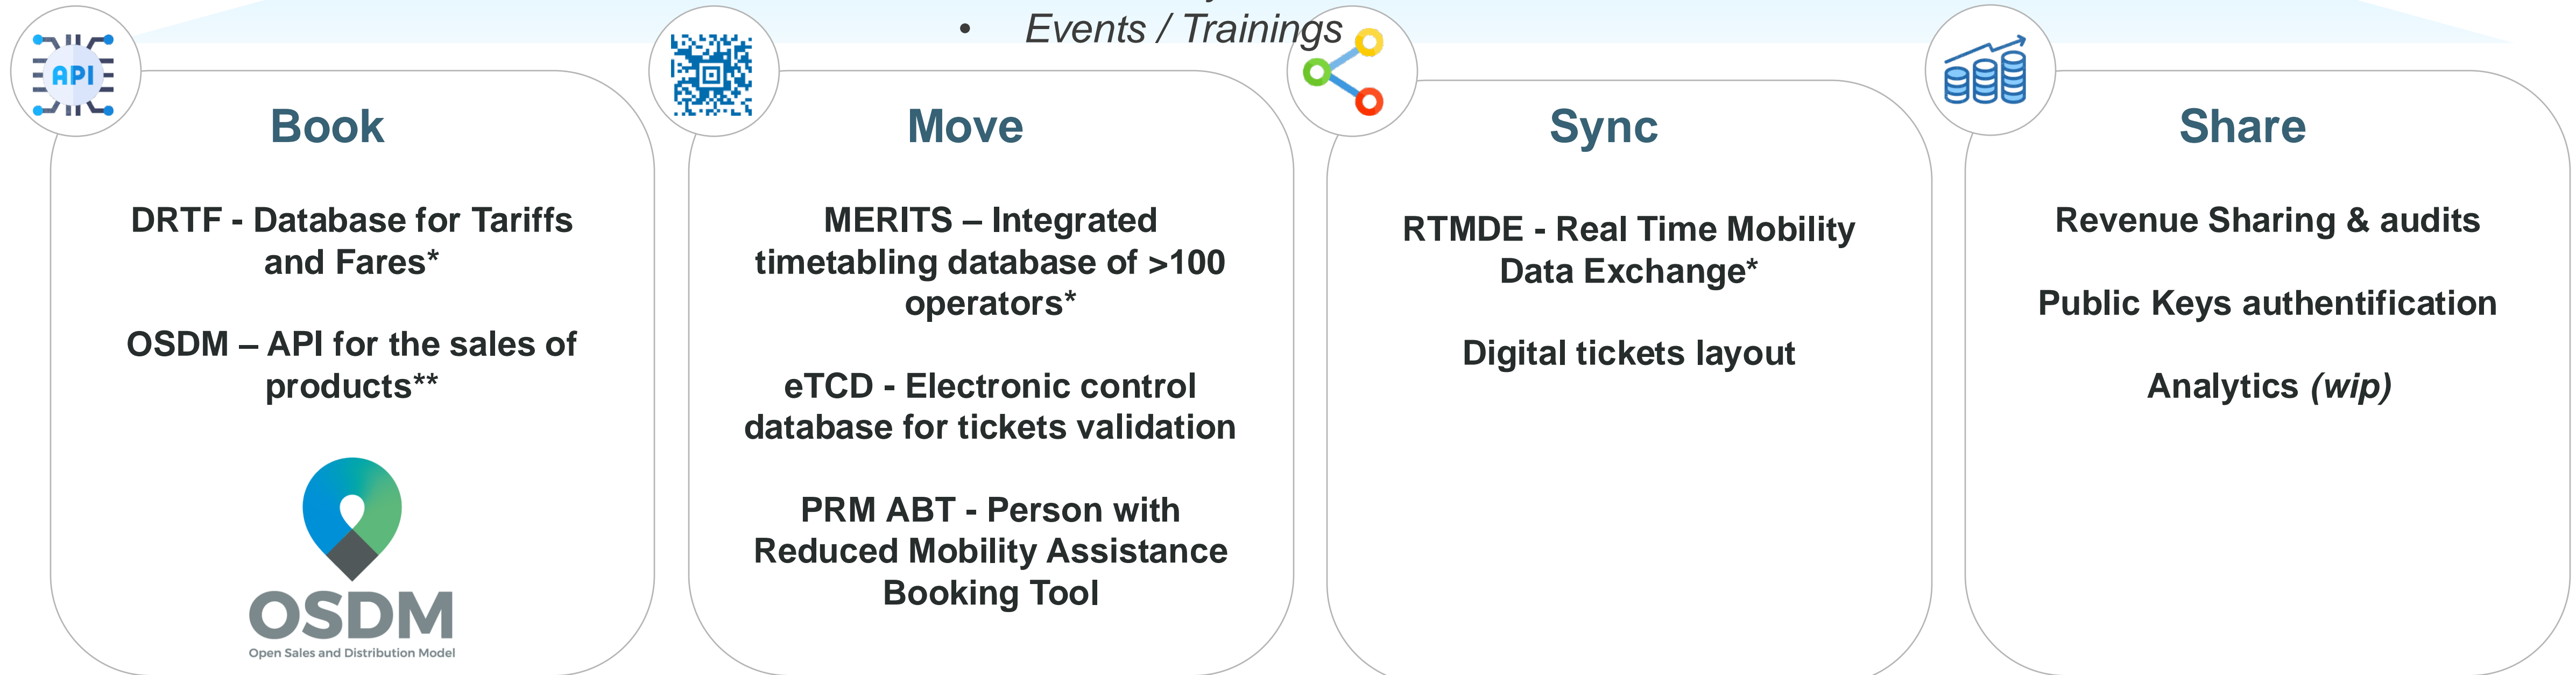 • Events / Trainings
API
Book
DRTF - Database for Tariffs
and Fares*
OSDM – API for the sales of
products**
OSDM
Open Sales and Distribution Model
Move
MERITS – Integrated
timetabling database of >100
operators*
eTCD - Electronic control
database for tickets validation
PRM ABT - Person with
Reduced Mobility Assistance
Booking Tool
Sync
RTMDE - Real Time Mobility
Data Exchange*
Digital tickets layout
Share
Revenue Sharing & audits
Public Keys authentification
Analytics (wip)